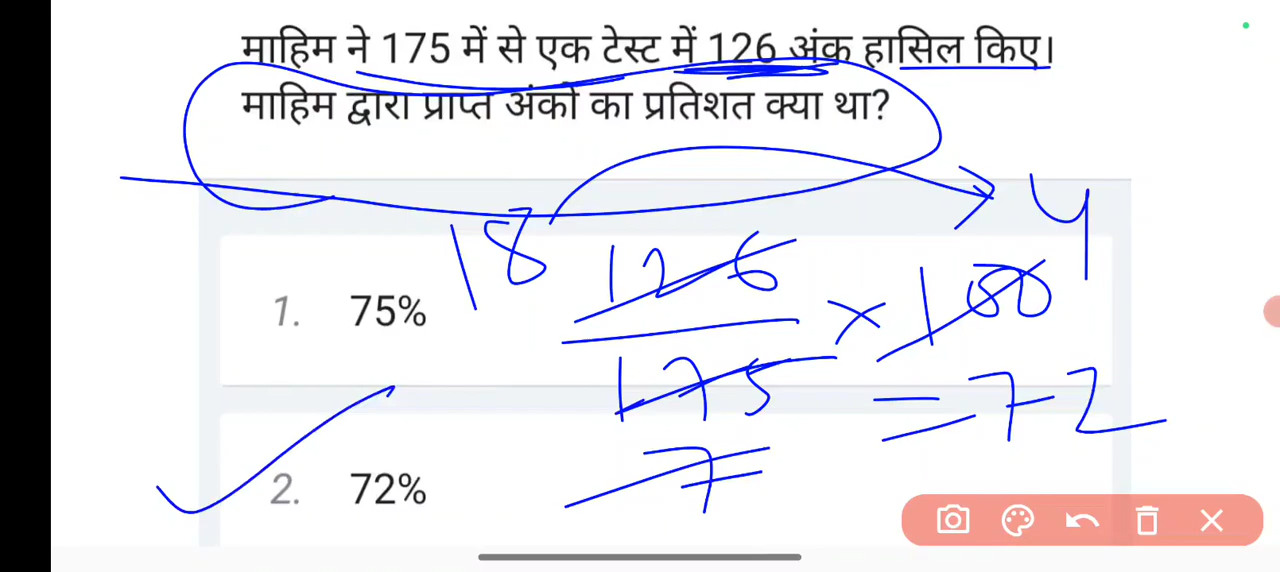 माहिम ने 175 में से एक टेस्ट में 126 अंक हासिल किए।
माहिम द्वारा प्राप्त अंको का प्रतिशत क्या था?
18 4
126 × 100
1. 75%
175 = 72
7
2. 72%